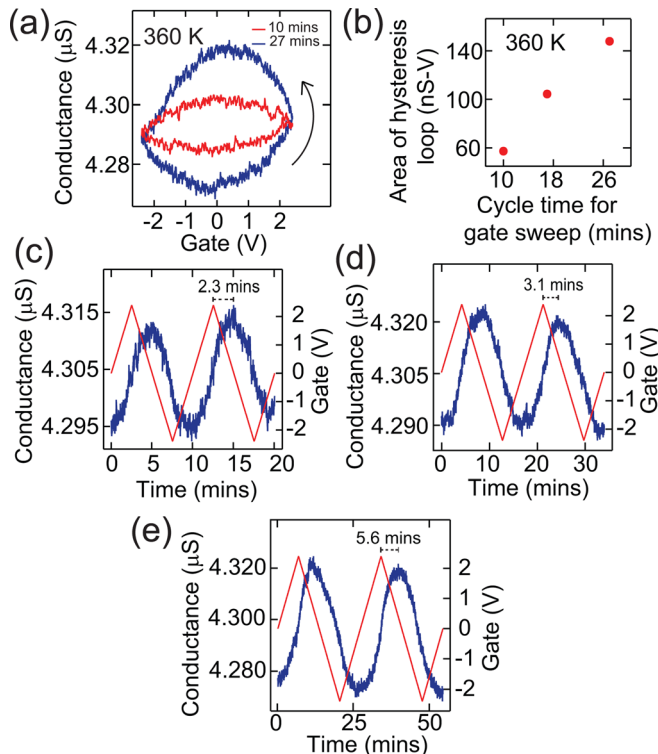 (a)
Conductance (μS)
4.32
4.30
4.28
360 K
10 mins
27 mins
-2 -1 0 1 2
Gate (V)
(b)
Area of hysteresis
loop (nS-V)
140
100
60
360 K
10 18 26
Cycle time for
gate sweep (mins)
(c)
Conductance (μS)
4.315
4.305
4.295
2.3 mins
2
1
0
-1
-2
Gate (V)
0 5 10 15 20
Time (mins)
(d)
Conductance (μS)
4.320
4.305
4.290
3.1 mins
2
1
0
-1
-2
Gate (V)
0 10 20 30
Time (mins)
(e)
Conductance (μS)
4.320
4.300
4.280
5.6 mins
2
1
0
-1
-2
Gate (V)
0 25 50
Time (mins)